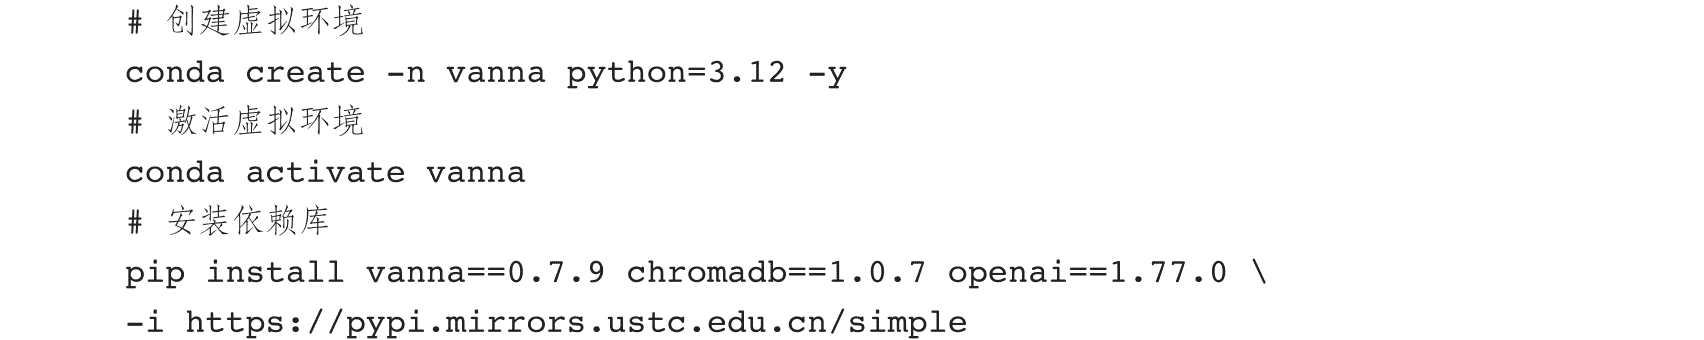 # 创建虚拟环境
conda create -n vanna python=3.12 -y
# 激活虚拟环境
conda activate vanna
# 安装依赖库
pip install vanna==0.7.9 chromadb==1.0.7 openai==1.77.0 \
-i https://pypi.mirrors.ustc.edu.cn/simple